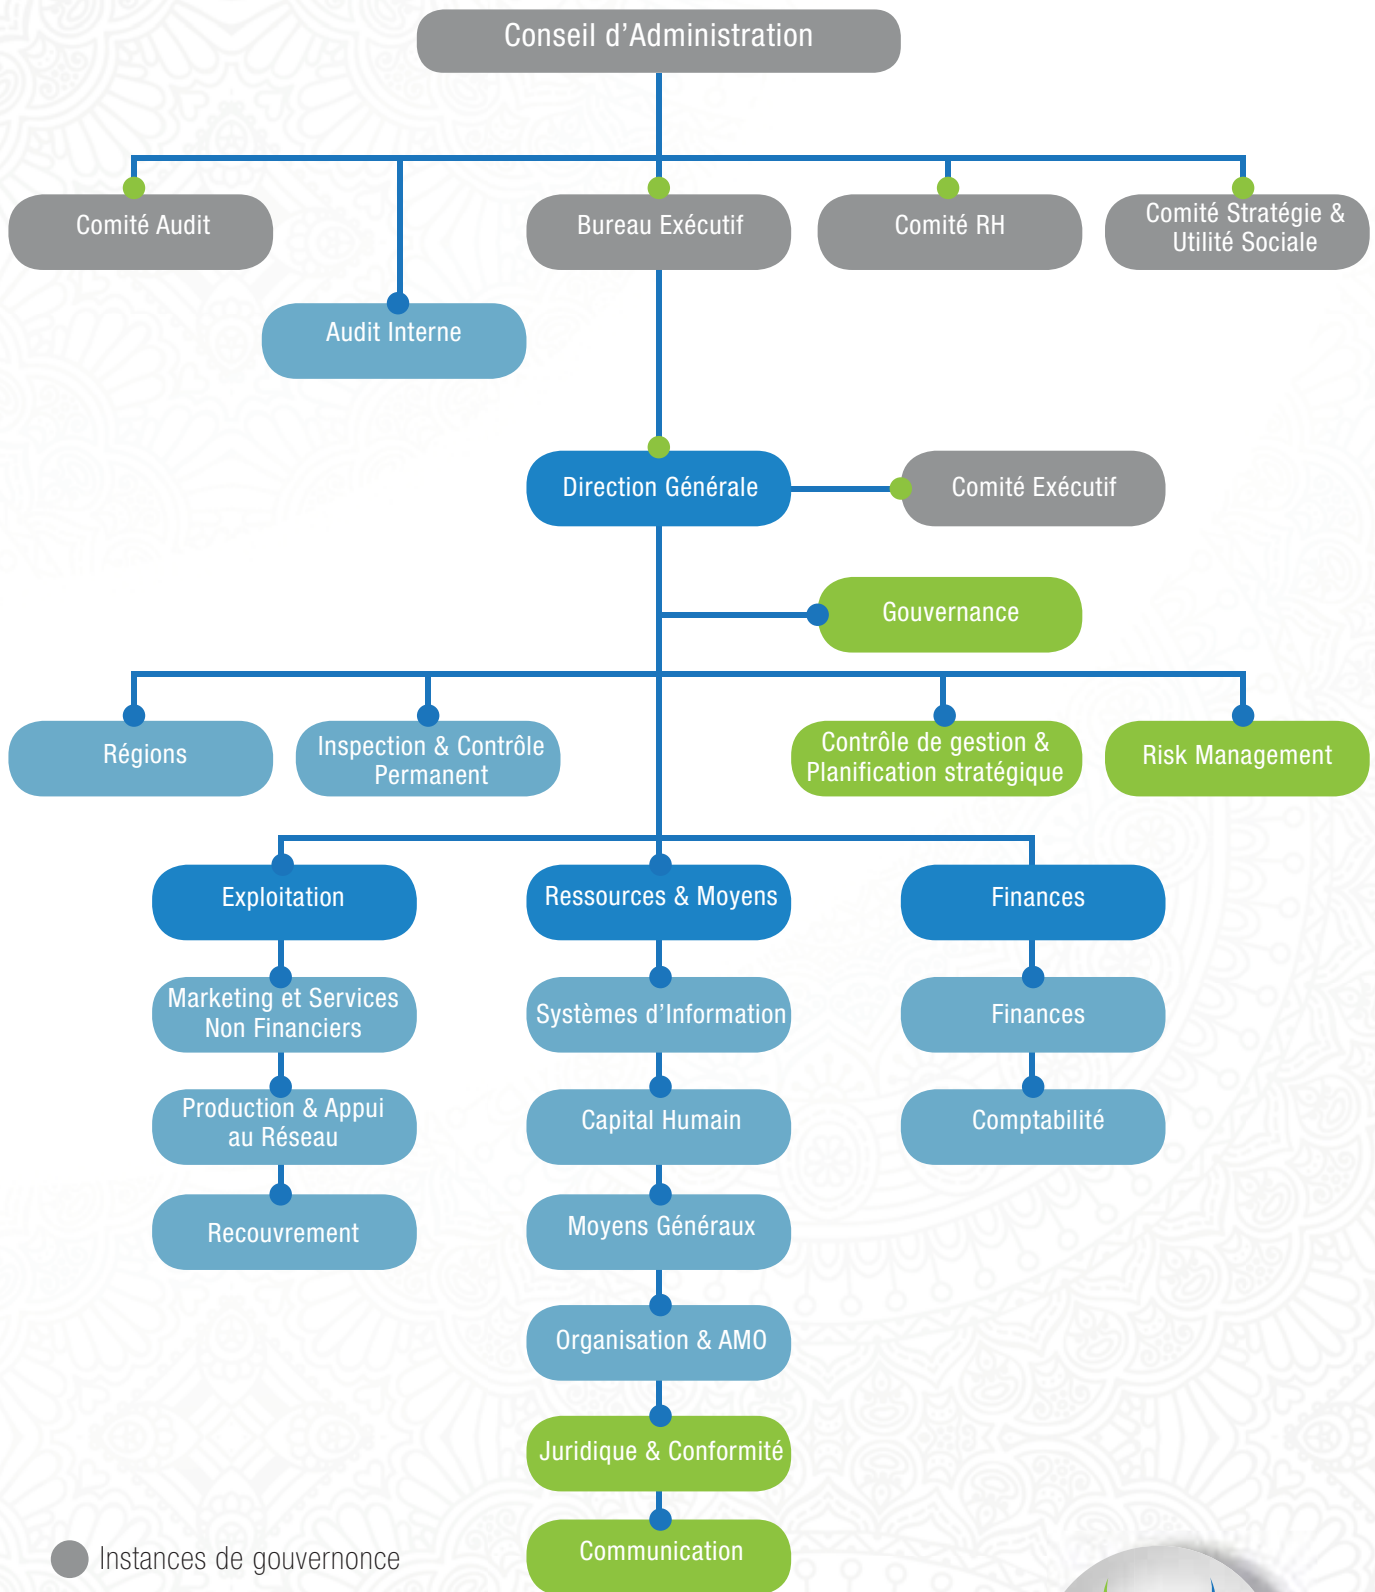 Conseil d'Administration
Comité Audit
Bureau Exécutif
Comité RH
Comité Stratégie &
Utilité Sociale
Audit Interne
Direction Générale
Comité Exécutif
Gouvernance
Régions
Inspection & Contrôle
Permanent
Contrôle de gestion &
Planification stratégique
Risk Management
Exploitation
Ressources & Moyens
Finances
Marketing et Services
Non Financiers
Systèmes d'Information
Finances
Production & Appui
au Réseau
Capital Humain
Comptabilité
Recouvrement
Moyens Généraux
Organisation & AMO
Juridique & Conformité
Communication
Instances de gouvernonce